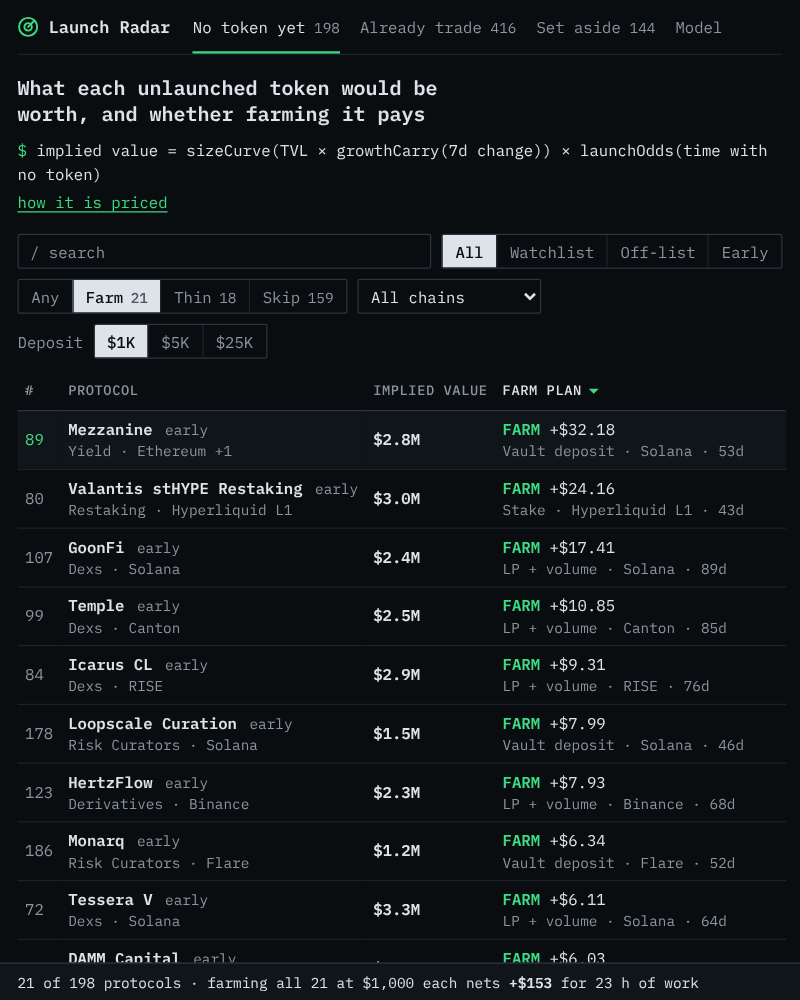 Launch Radar No token yet 198 Already trade 416 Set aside 144 Model
What each unlaunched token would be
worth, and whether farming it pays
$ implied value = sizeCurve(TVL × growthCarry(7d change)) × launchOdds(time with
no token)
how it is priced
/ search All Watchlist Off-list Early
Any Farm 21 Thin 18 Skip 159 All chains
Deposit $1K $5K $25K
# PROTOCOL IMPLIED VALUE FARM PLAN
89 Mezzanine early $2.8M FARM +$32.18
Yield · Ethereum +1 Vault deposit · Solana · 53d
80 Valantis stHYPE Restaking early $3.0M FARM +$24.16
Restaking · Hyperliquid L1 Stake · Hyperliquid L1 · 43d
107 GoonFi early $2.4M FARM +$17.41
Dexs · Solana LP + volume · Solana · 89d
99 Temple early $2.5M FARM +$10.85
Dexs · Canton LP + volume · Canton · 85d
84 Icarus CL early $2.9M FARM +$9.31
Dexs · RISE LP + volume · RISE · 76d
178 Loopscale Curation early $1.5M FARM +$7.99
Risk Curators · Solana Vault deposit · Solana · 46d
123 HertzFlow early $2.3M FARM +$7.93
Derivatives · Binance LP + volume · Binance · 68d
186 Monarq early $1.2M FARM +$6.34
Risk Curators · Flare Vault deposit · Flare · 52d
72 Tessera V early $3.3M FARM +$6.11
Dexs · Solana LP + volume · Solana · 64d
DAMM Capital early FARM +$6.03
21 of 198 protocols · farming all 21 at $1,000 each nets +$153 for 23 h of work